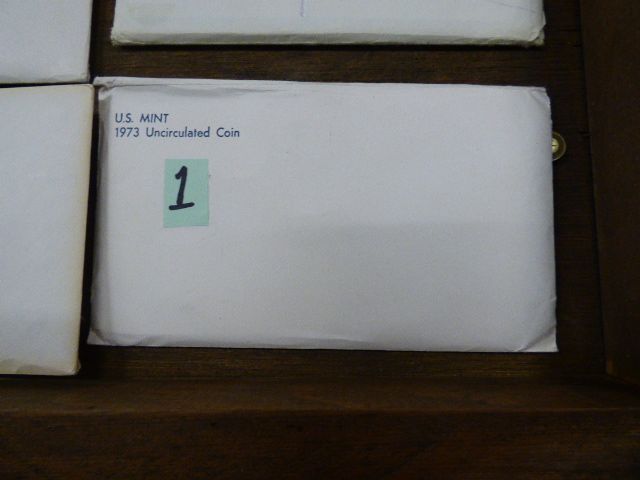 U.S. MINT
1973 Uncirculated Coin
1